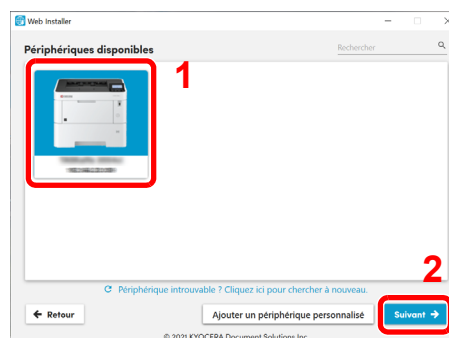 Web Installer
Périphériques disponibles
Rechercher
1
2
Périphérique introuvable ? Cliquez ici pour chercher à nouveau.
Retour
Ajouter un périphérique personnalisé
Suivant
© 2021 KYOCERA Document Solutions Inc.